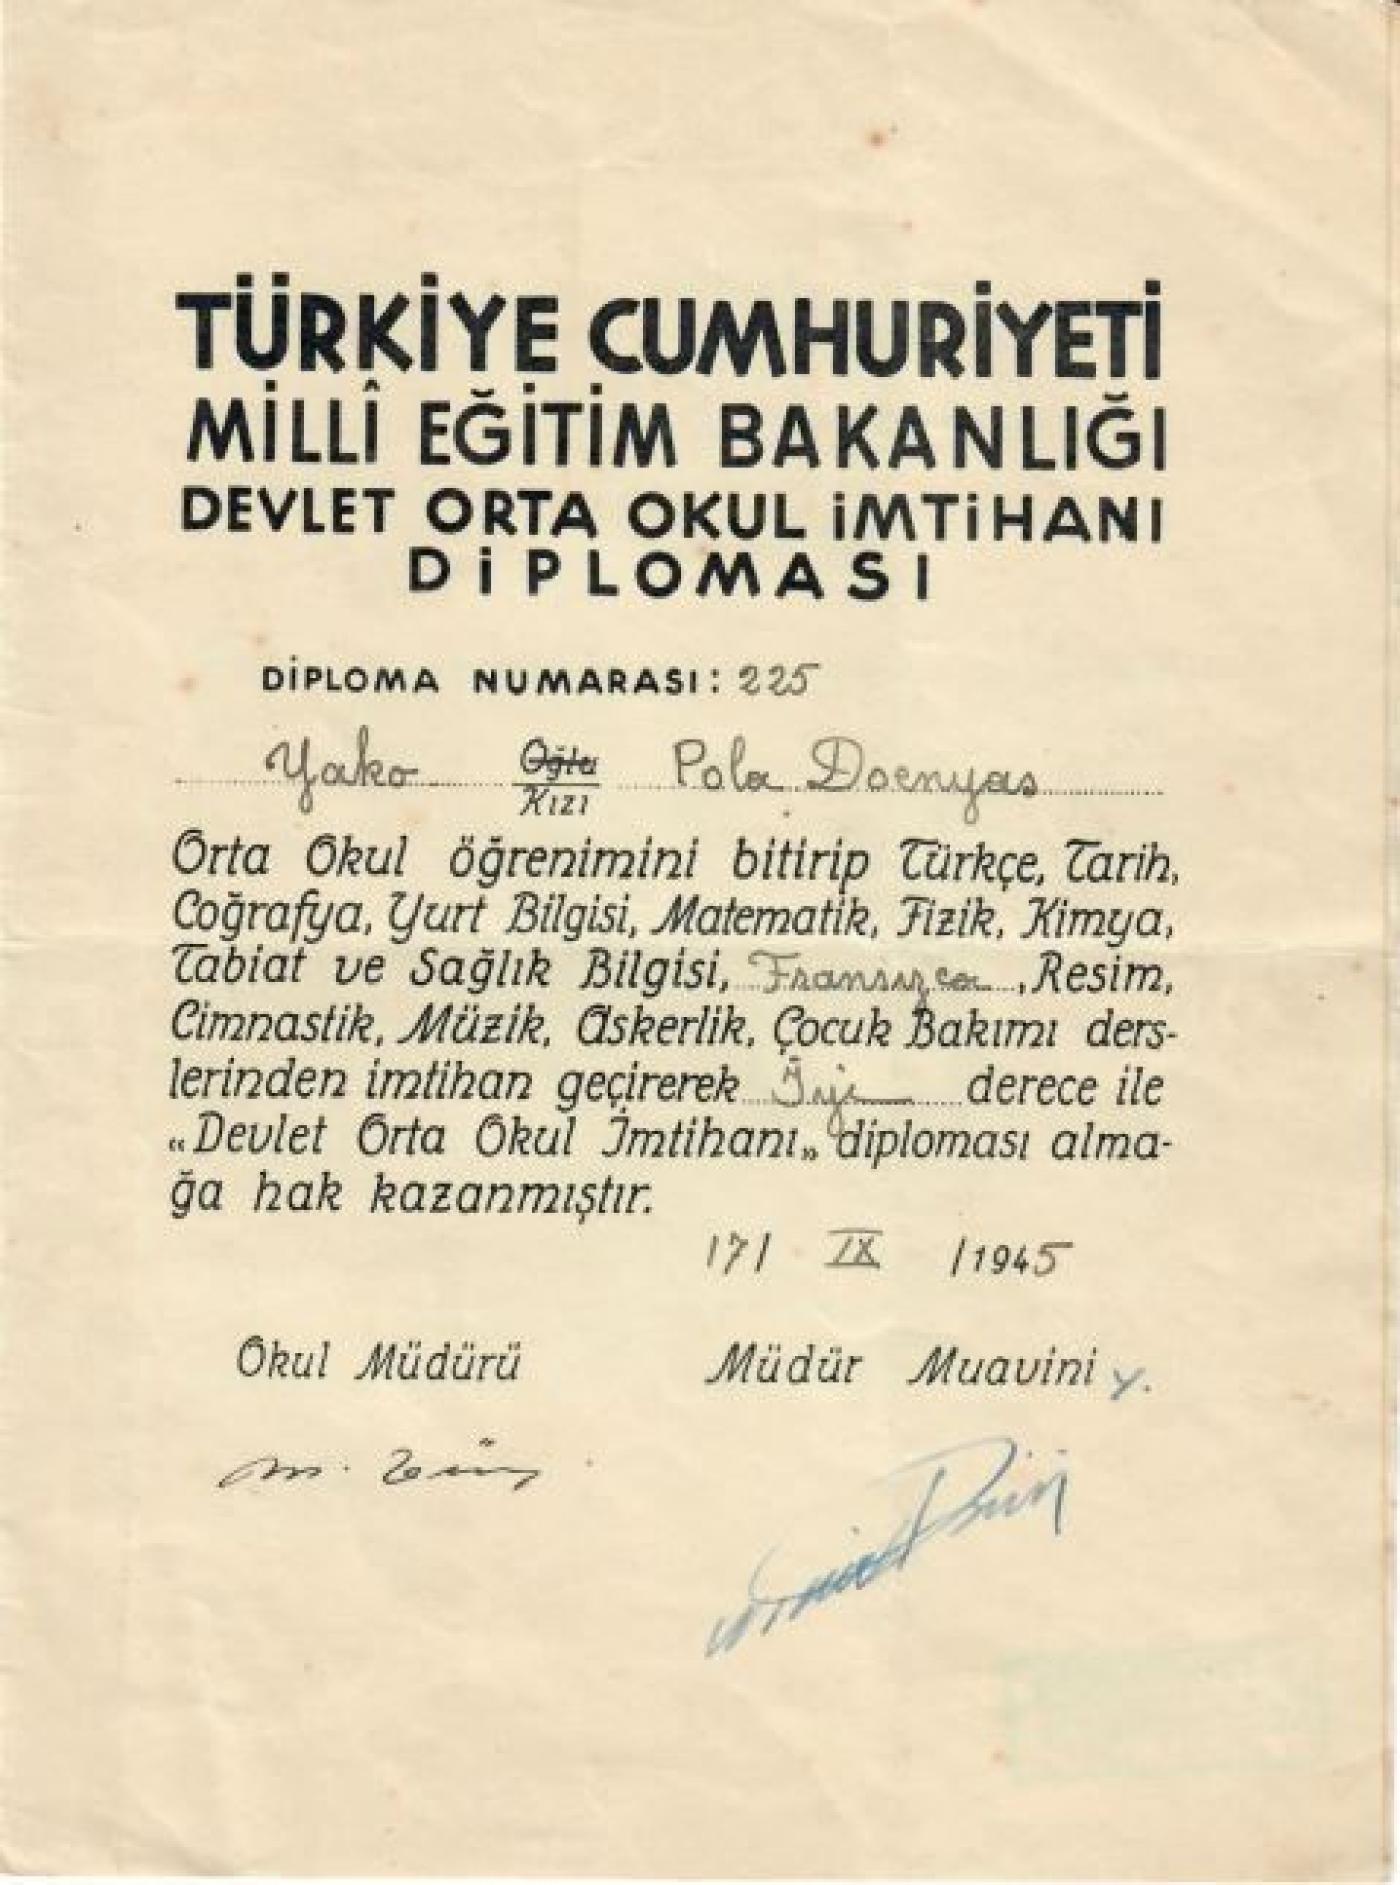 TÜRKİYE CUMHURİYETİ
MİLLÎ EĞİTİM BAKANLIĞI
DEVLET ORTA OKUL İMTİHANI
DİPLOMASI
DİPLOMA NUMARASI: 225
Yako Oğlu Pola Doenyas
Kızı
Orta Okul öğrenimini bitirip Türkçe, Tarih,
Coğrafya, Yurt Bilgisi, Matematik, Fizik, Kimya,
Tabiat ve Sağlık Bilgisi, Fransızca, Resim,
Cimnastik, Müzik, Askerlik, Çocuk Bakımı ders-
lerinden imtihan geçirerek İyi derece ile
«Devlet Orta Okul İmtihanı» diploması alma-
ğa hak kazanmıştır.
17/ IX /1945
Okul Müdürü Müdür Muavini y.